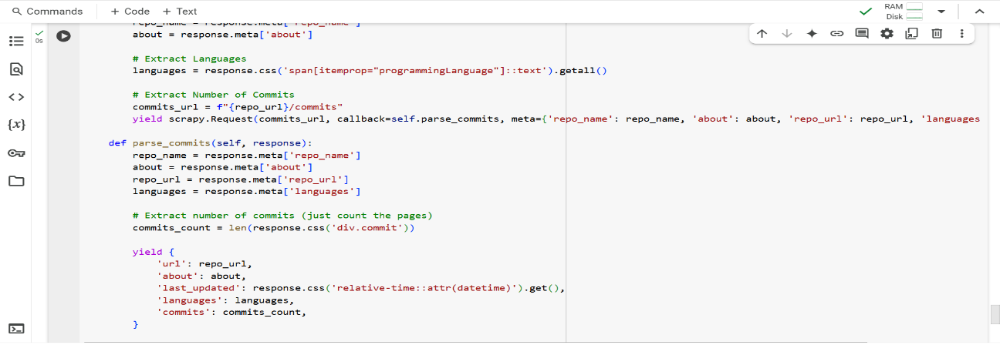 Commands
+ Code + Text
RAM
Disk
0s
repo_name = response.meta['repo_name']
about = response.meta['about']
# Extract Languages
languages = response.css('span[itemprop="programmingLanguage"]::text').getall()
# Extract Number of Commits
commits_url = f"{repo_url}/commits"
yield scrapy.Request(commits_url, callback=self.parse_commits, meta={'repo_name': repo_name, 'about': about, 'repo_url': repo_url, 'languages
def parse_commits(self, response):
repo_name = response.meta['repo_name']
about = response.meta['about']
repo_url = response.meta['repo_url']
languages = response.meta['languages']
# Extract number of commits (just count the pages)
commits_count = len(response.css('div.commit'))
yield {
'url': repo_url,
'about': about,
'last_updated': response.css('relative-time::attr(datetime)').get(),
'languages': languages,
'commits': commits_count,
}